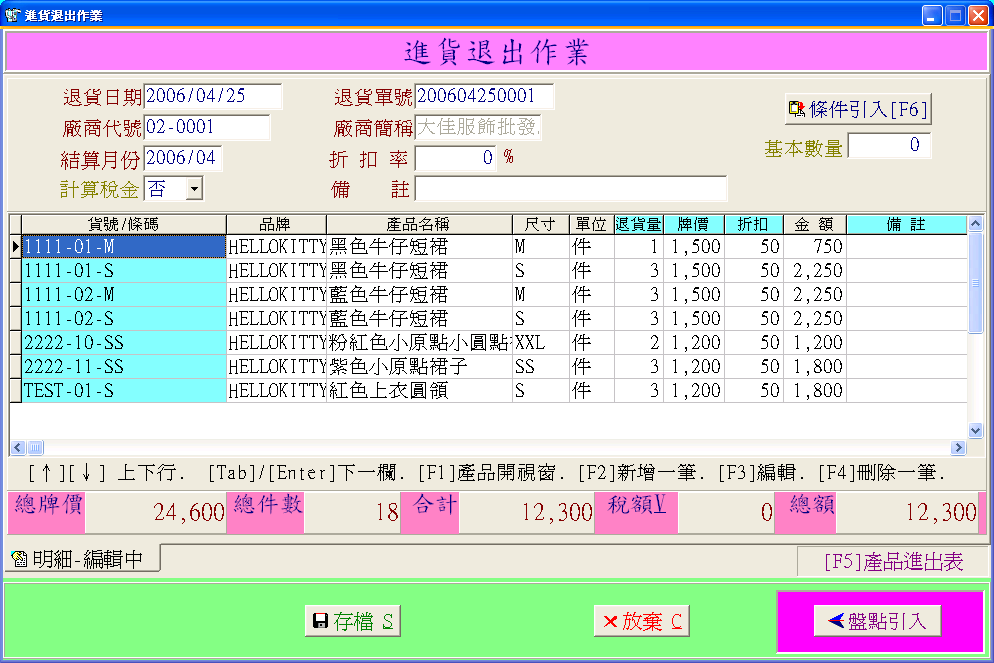 進貨退出作業
進貨退出作業
退貨日期 2006/04/25 退貨單號 200604250001 條件引入[F6]
廠商代號 02-0001 廠商簡稱 大佳服飾批發.
基本數量 0
結算月份 2006/04 折扣率 0 %
計算稅金 否 備註
貨號/條碼 品牌 產品名稱 尺寸 單位 退貨量 牌價 折扣 金額 備註
1111-01-M HELLOKITTY 黑色牛仔短裙 M 件 1 1,500 50 750
1111-01-S HELLOKITTY 黑色牛仔短裙 S 件 3 1,500 50 2,250
1111-02-M HELLOKITTY 藍色牛仔短裙 M 件 3 1,500 50 2,250
1111-02-S HELLOKITTY 藍色牛仔短裙 S 件 3 1,500 50 2,250
2222-10-SS HELLOKITTY 粉紅色小原點小圓點 XXL 件 2 1,200 50 1,200
2222-11-SS HELLOKITTY 紫色小原點裙子 SS 件 3 1,200 50 1,800
TEST-01-S HELLOKITTY 紅色上衣圓領 S 件 3 1,200 50 1,800
[↑][↓] 上下行. [Tab]/[Enter]下一欄. [F1]產品開視窗. [F2]新增一筆. [F3]編輯. [F4]刪除一筆.
總牌價 24,600 總件數 18 合計 12,300 稅額V 0 總額 12,300
明細-編輯中 [F5]產品進出表
存檔 S 放棄 C 盤點引入